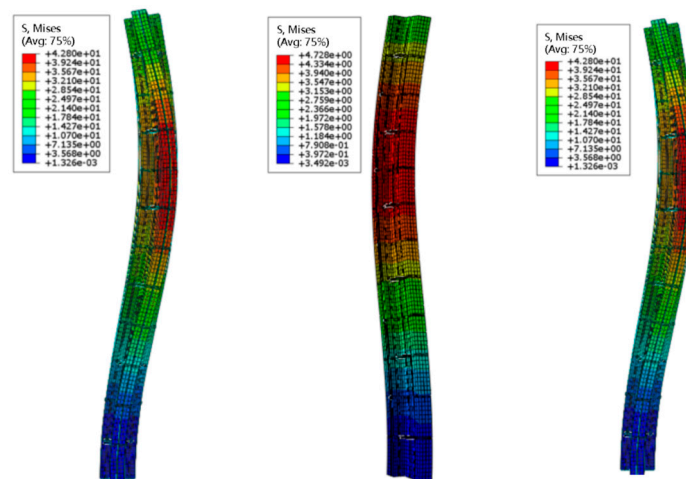 S, Mises
(Avg: 75%)
+4.280e+01
+3.924e+01
+3.567e+01
+3.210e+01
+2.854e+01
+2.497e+01
+2.140e+01
+1.784e+01
+1.427e+01
+1.070e+01
+7.135e+00
+3.568e+00
+1.326e-03
S, Mises
(Avg: 75%)
+4.728e+00
+4.334e+00
+3.940e+00
+3.547e+00
+3.153e+00
+2.759e+00
+2.366e+00
+1.972e+00
+1.578e+00
+1.184e+00
+7.908e-01
+3.972e-01
+3.492e-03
S, Mises
(Avg: 75%)
+4.280e+01
+3.924e+01
+3.567e+01
+3.210e+01
+2.854e+01
+2.497e+01
+2.140e+01
+1.784e+01
+1.427e+01
+1.070e+01
+7.135e+00
+3.568e+00
+1.326e-03